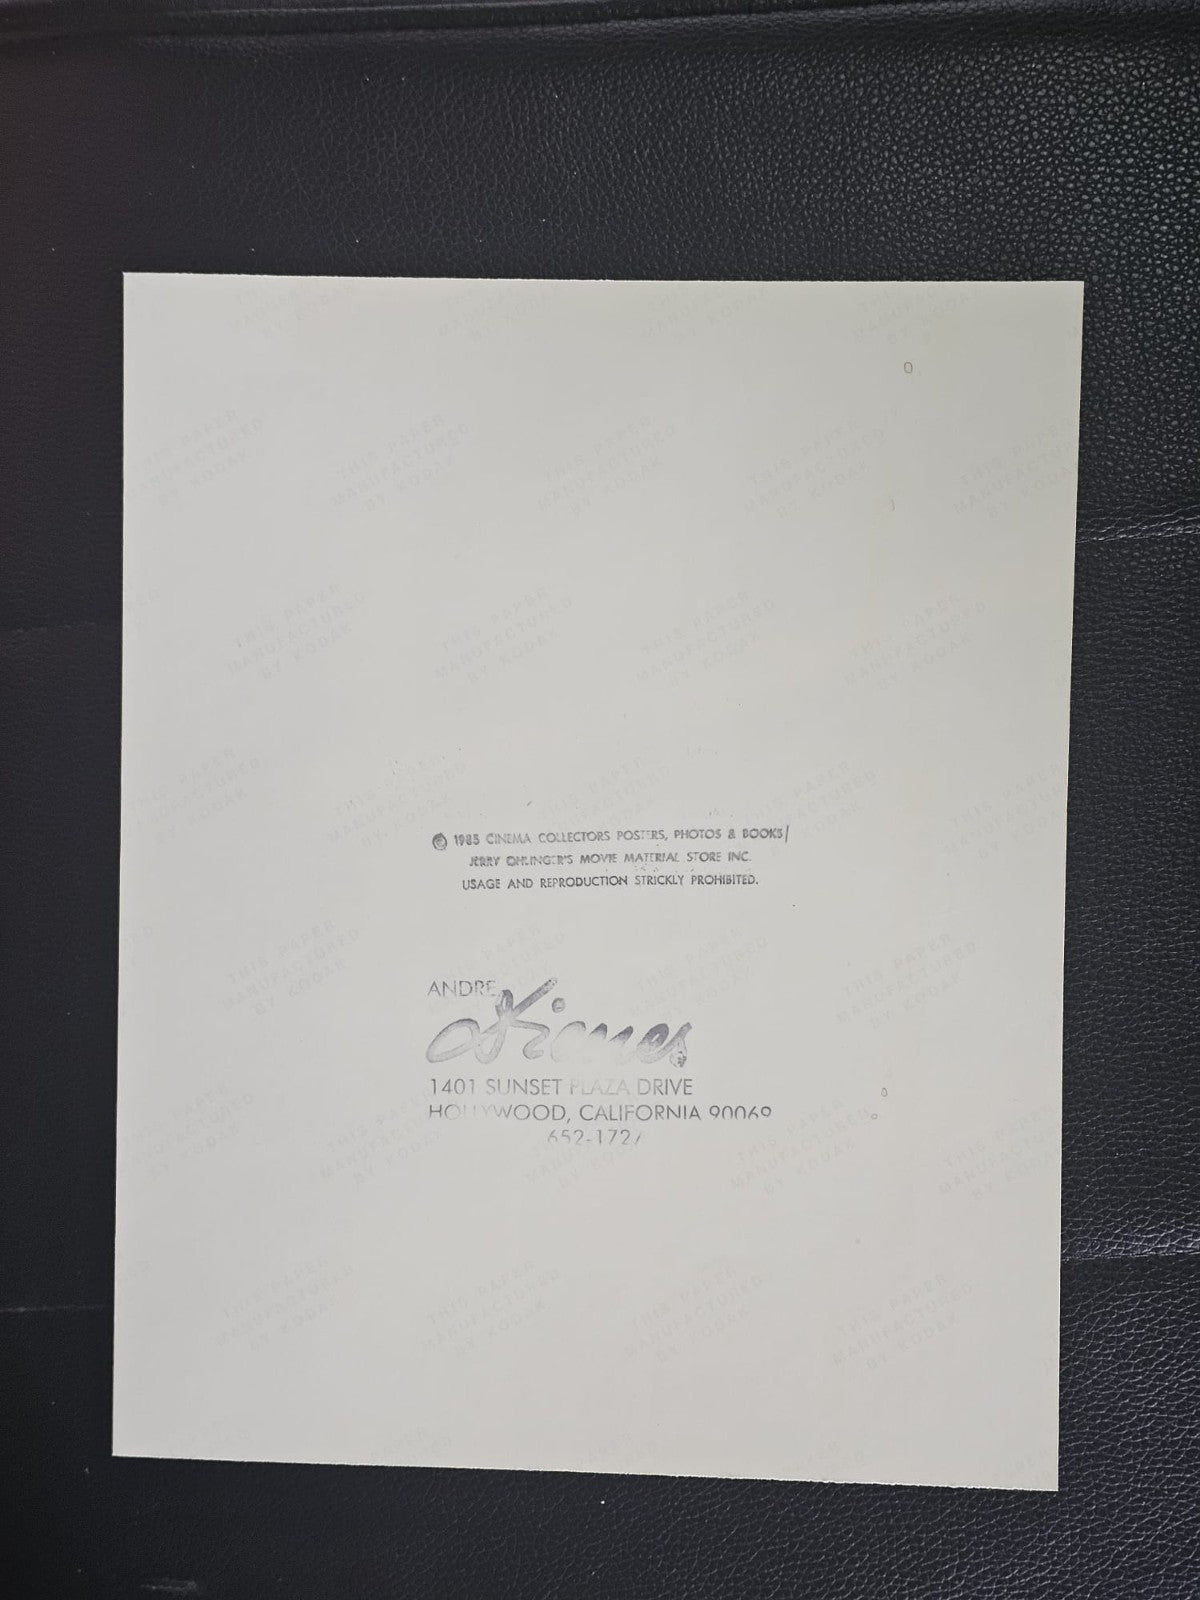 THIS PAPER
MANUFACTURED
BY KODAK
© 1985 CINEMA COLLECTORS POSTERS, PHOTOS & BOOKS/
JERRY OHLINGER'S MOVIE MATERIAL STORE INC.
USAGE AND REPRODUCTION STRICKLY PROHIBITED.
ANDRE
Dienes
1401 SUNSET PLAZA DRIVE
HOLLYWOOD, CALIFORNIA 90069